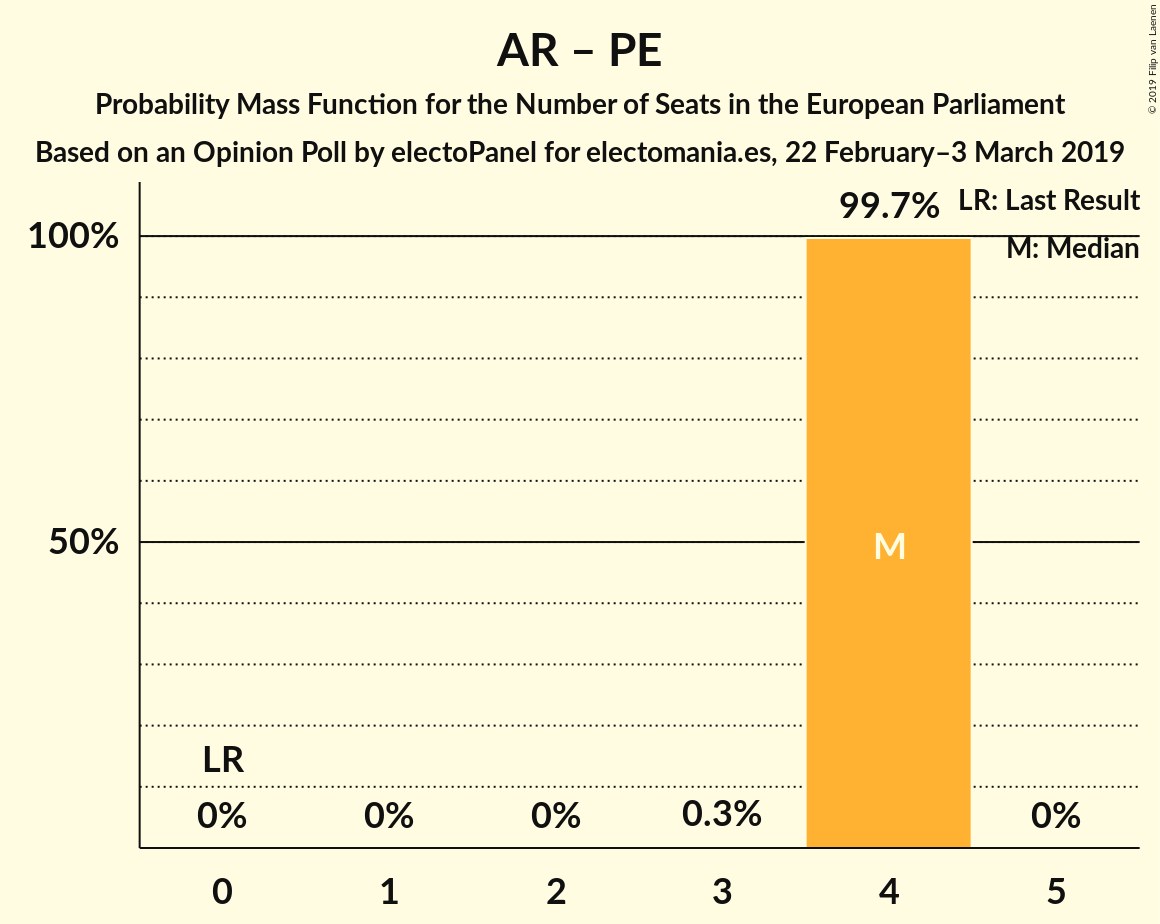 AR – PE
Probability Mass Function for the Number of Seats in the European Parliament
Based on an Opinion Poll by electoPanel for electomania.es, 22 February–3 March 2019
© 2019 Filip van Laenen
LR: Last Result
M: Median
100%
50%
99.7%
M
LR
0%
0%
0%
0.3%
0%
0
1
2
3
4
5